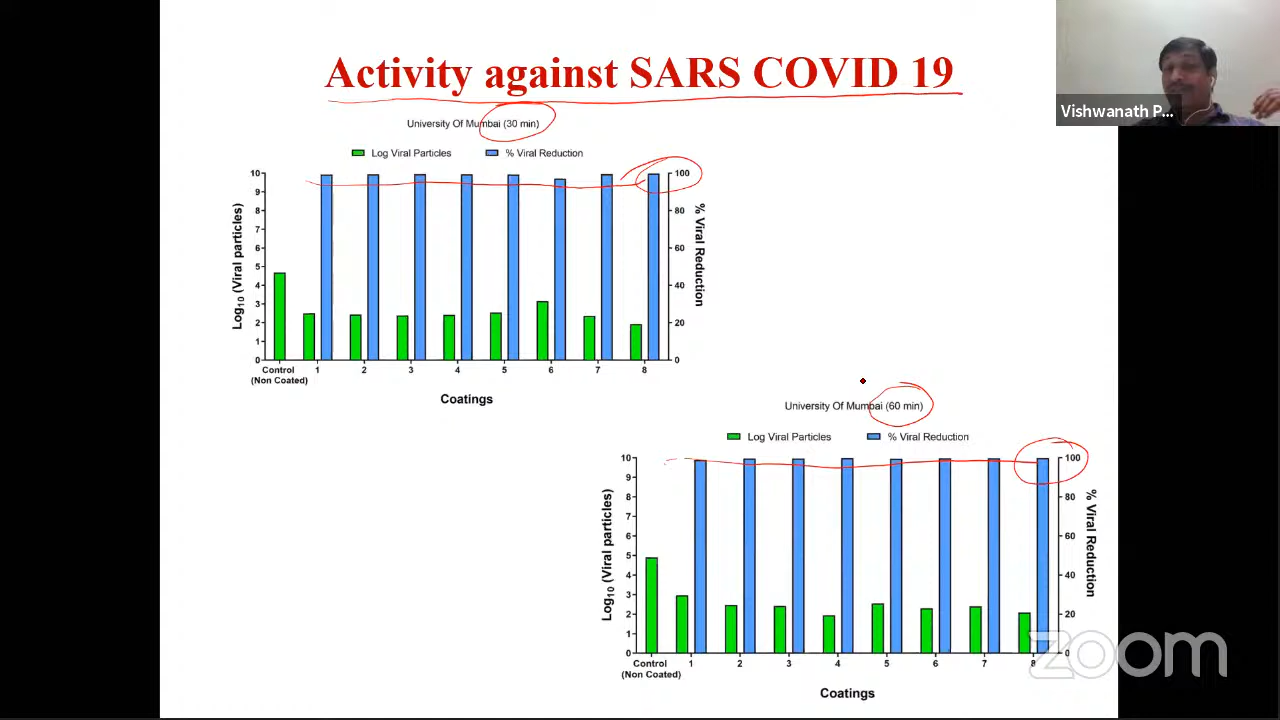 Activity against SARS COVID 19
Vishwanath P...
University Of Mumbai (30 min)
Log Viral Particles % Viral Reduction
10
9
8
7
6
5
4
3
2
1
0
Log10 (Viral particles)
100
80
60
40
20
0
% Viral Reduction
Control 1 2 3 4 5 6 7 8
(Non Coated)
Coatings
University Of Mumbai (60 min)
Log Viral Particles % Viral Reduction
10
9
8
7
6
5
4
3
2
1
0
Log10 (Viral particles)
100
80
60
40
20
0
% Viral Reduction
Control 1 2 3 4 5 6 7 8
(Non Coated)
Coatings
zoom